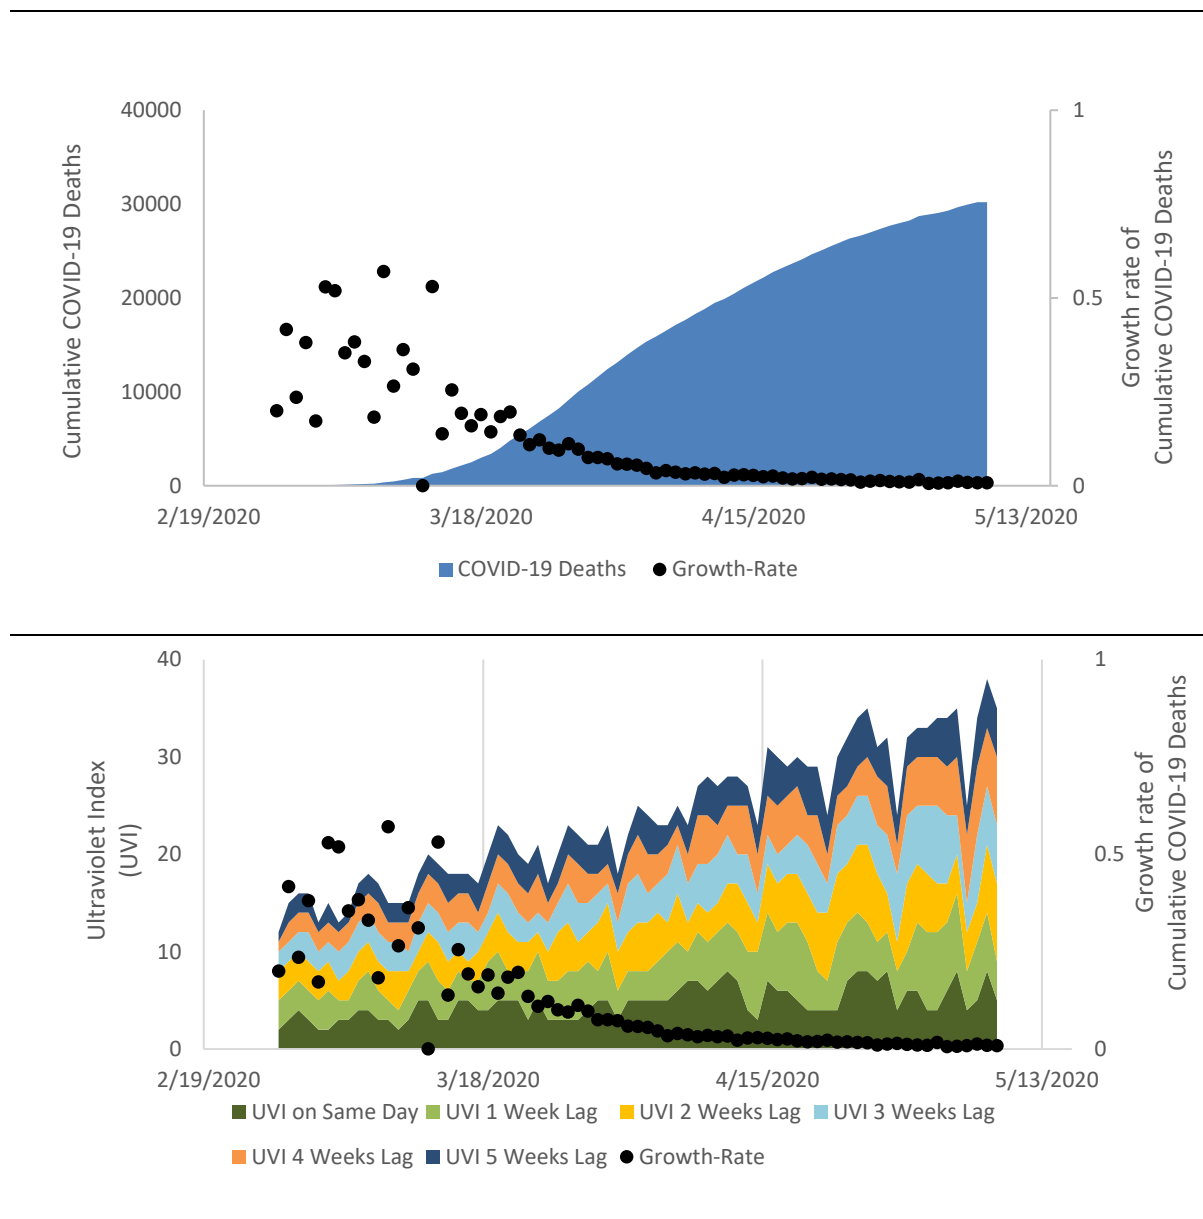 40000
30000
20000
10000
0
Cumulative COVID-19 Deaths
1
0.5
0
Growth rate of
Cumulative COVID-19 Deaths
2/19/2020 3/18/2020 4/15/2020 5/13/2020
COVID-19 Deaths Growth-Rate
40
30
20
10
0
Ultraviolet Index
(UVI)
1
0.5
0
Growth rate of
Cumulative COVID-19 Deaths
2/19/2020 3/18/2020 4/15/2020 5/13/2020
UVI on Same Day UVI 1 Week Lag UVI 2 Weeks Lag UVI 3 Weeks Lag
UVI 4 Weeks Lag UVI 5 Weeks Lag Growth-Rate